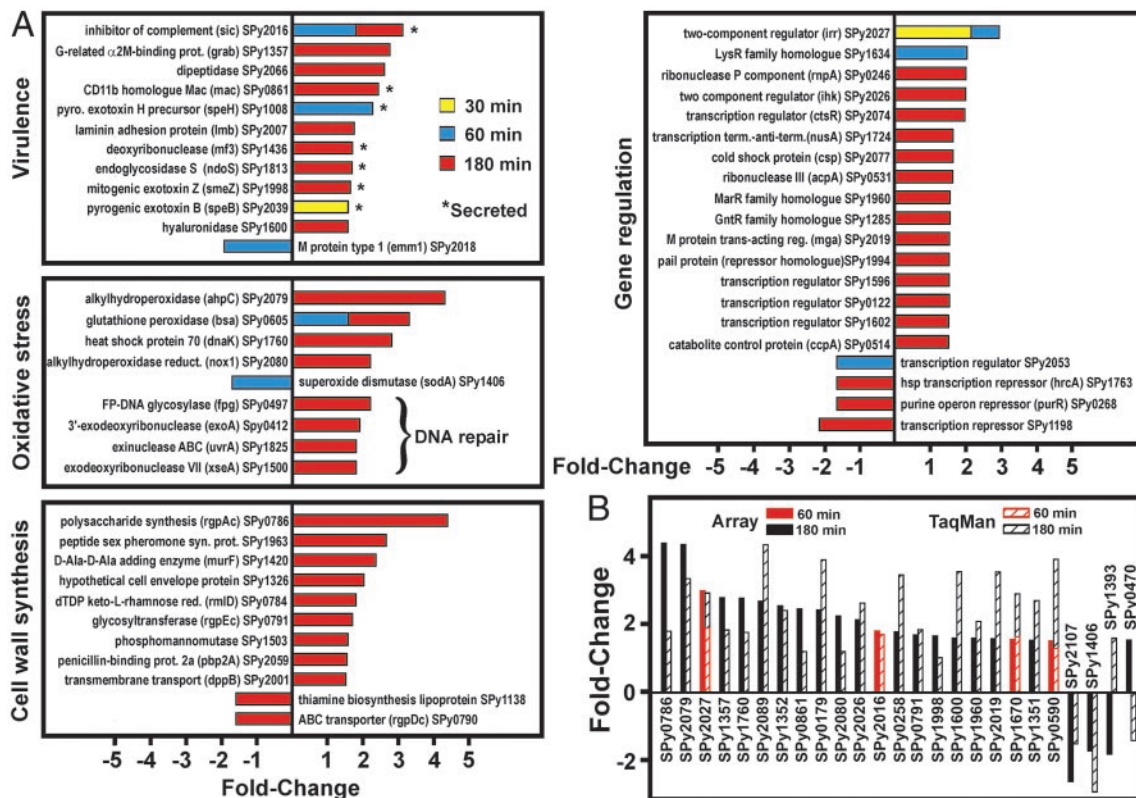 A
Virulence
inhibitor of complement (sic) SPy2016
*
G-related α2M-binding prot. (grab) SPy1357
dipeptidase SPy2066
CD11b homologue Mac (mac) SPy0861
*
pyro. exotoxin H precursor (speH) SPy1008
*
laminin adhesion protein (lmb) SPy2007
deoxyribonuclease (mf3) SPy1436
*
endoglycosidase S (ndoS) SPy1813
*
mitogenic exotoxin Z (smeZ) SPy1998
*
pyrogenic exotoxin B (speB) SPy2039
*
hyaluronidase SPy1600
M protein type 1 (emm1) SPy2018
30 min
60 min
180 min
*Secreted
Oxidative stress
alkylhydroperoxidase (ahpC) SPy2079
glutathione peroxidase (bsa) SPy0605
heat shock protein 70 (dnaK) SPy1760
alkylhydroperoxidase reduct. (nox1) SPy2080
superoxide dismutase (sodA) SPy1406
FP-DNA glycosylase (fpg) SPy0497
3'-exodeoxyribonuclease (exoA) SPy0412
exinuclease ABC (uvrA) SPy1825
exodeoxyribonuclease VII (xseA) SPy1500
} DNA repair
Cell wall synthesis
polysaccharide synthesis (rgpAc) SPy0786
peptide sex pheromone syn. prot. SPy1963
D-Ala-D-Ala adding enzyme (murF) SPy1420
hypothetical cell envelope protein SPy1326
dTDP keto-L-rhamnose red. (rmlD) SPy0784
glycosyltransferase (rgpEc) SPy0791
phosphomannomutase SPy1503
penicillin-binding prot. 2a (pbp2A) SPy2059
transmembrane transport (dppB) SPy2001
thiamine biosynthesis lipoprotein SPy1138
ABC transporter (rgpDc) SPy0790
-5 -4 -3 -2 -1 1 2 3 4 5
Fold-Change
Gene regulation
two-component regulator (irr) SPy2027
LysR family homologue SPy1634
ribonuclease P component (rnpA) SPy0246
two component regulator (ihk) SPy2026
transcription regulator (ctsR) SPy2074
transcription term.-anti-term.(nusA) SPy1724
cold shock protein (csp) SPy2077
ribonuclease III (acpA) SPy0531
MarR family homologue SPy1960
GntR family homologue SPy1285
M protein trans-acting reg. (mga) SPy2019
pail protein (repressor homologue)SPy1994
transcription regulator SPy1596
transcription regulator SPy0122
transcription regulator SPy1602
catabolite control protein (ccpA) SPy0514
transcription regulator SPy2053
hsp transcription repressor (hrcA) SPy1763
purine operon repressor (purR) SPy0268
transcription repressor SPy1198
Fold-Change -5 -4 -3 -2 -1 1 2 3 4 5
B
Array
60 min
180 min
TaqMan
60 min
180 min
Fold-Change
4
2
0
-2
SPy0786
SPy2079
SPy2027
SPy1357
SPy1760
SPy2089
SPy1352
SPy0861
SPy0179
SPy2080
SPy2026
SPy2016
SPy0258
SPy0791
SPy1998
SPy1600
SPy1960
SPy2019
SPy1670
SPy1351
SPy0590
SPy2107
SPy1406
SPy1393
SPy0470